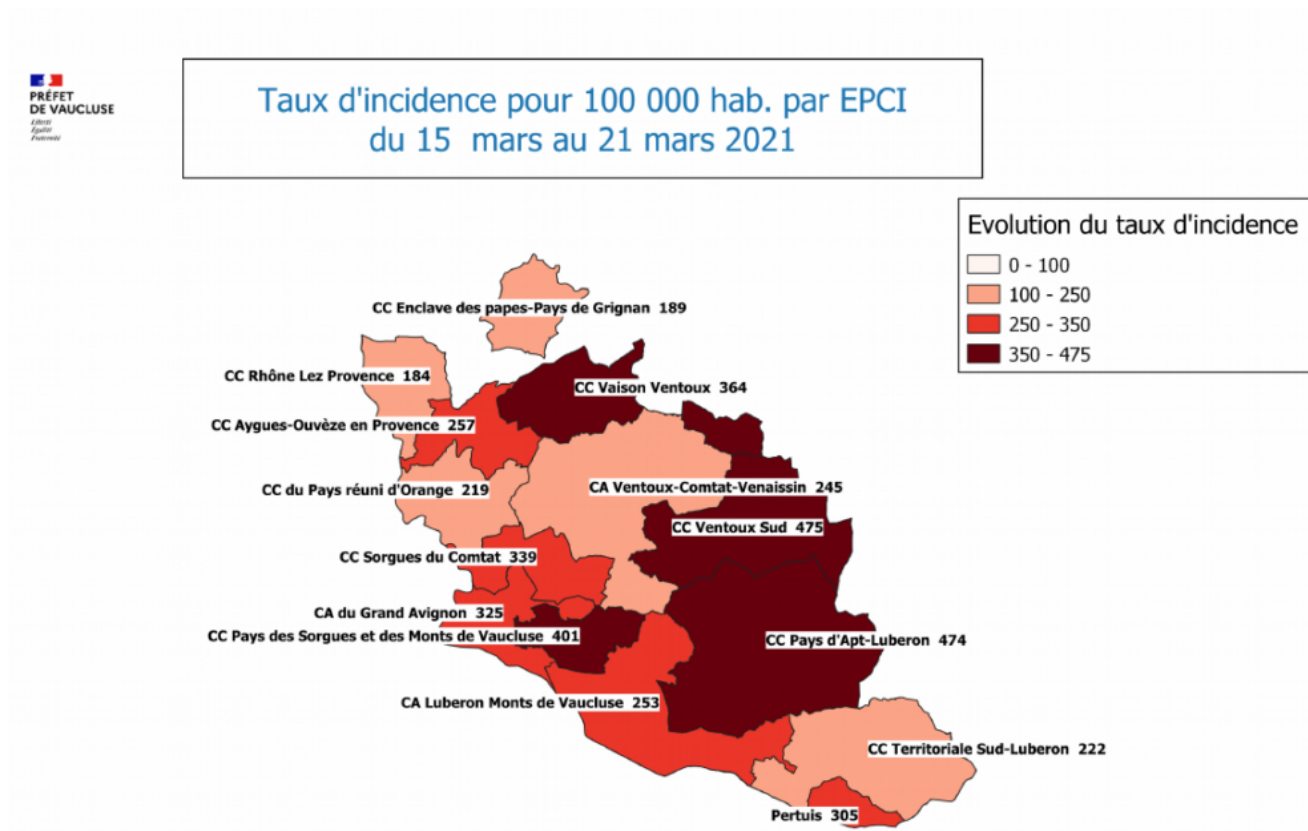 PRÉFET
DE VAUCLUSE
Liberté
Égalité
Fraternité
Taux d'incidence pour 100 000 hab. par EPCI
du 15 mars au 21 mars 2021
Evolution du taux d'incidence
0 - 100
100 - 250
250 - 350
350 - 475
CC Enclave des papes-Pays de Grignan 189
CC Rhône Lez Provence 184
CC Vaison Ventoux 364
CC Aygues-Ouvèze en Provence 257
CC du Pays réuni d'Orange 219
CA Ventoux-Comtat-Venaissin 245
CC Ventoux Sud 475
CC Sorgues du Comtat 339
CA du Grand Avignon 325
CC Pays des Sorgues et des Monts de Vaucluse 401
CC Pays d'Apt-Luberon 474
CA Luberon Monts de Vaucluse 253
CC Territoriale Sud-Luberon 222
Pertuis 305